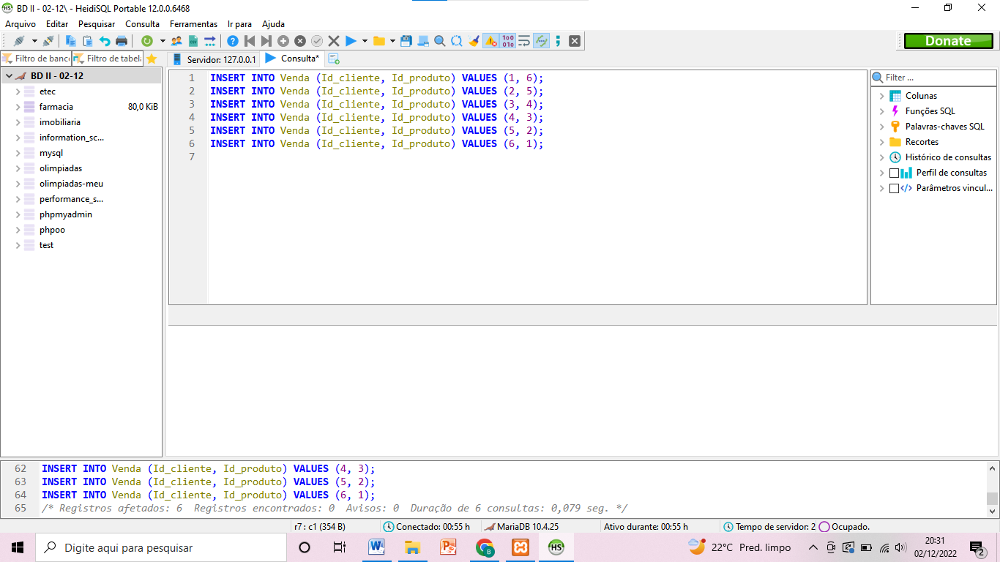 BD II - 02-12\ - HeidiSQL Portable 12.0.0.6468
Arquivo Editar Pesquisar Consulta Ferramentas Ir para Ajuda
Donate
Filtro de banco Filtro de tabela
Servidor: 127.0.0.1 Consulta*
BD II - 02-12
etec
farmacia 80,0 KiB
imobiliaria
information_sc...
mysql
olimpiadas
olimpiadas-meu
performance_s...
phpmyadmin
phpoo
test
1 INSERT INTO Venda (Id_cliente, Id_produto) VALUES (1, 6);
2 INSERT INTO Venda (Id_cliente, Id_produto) VALUES (2, 5);
3 INSERT INTO Venda (Id_cliente, Id_produto) VALUES (3, 4);
4 INSERT INTO Venda (Id_cliente, Id_produto) VALUES (4, 3);
5 INSERT INTO Venda (Id_cliente, Id_produto) VALUES (5, 2);
6 INSERT INTO Venda (Id_cliente, Id_produto) VALUES (6, 1);
7
Filter ...
Colunas
Funções SQL
Palavras-chaves SQL
Recortes
Histórico de consultas
Perfil de consultas
Parâmetros vincul...
62 INSERT INTO Venda (Id_cliente, Id_produto) VALUES (4, 3);
63 INSERT INTO Venda (Id_cliente, Id_produto) VALUES (5, 2);
64 INSERT INTO Venda (Id_cliente, Id_produto) VALUES (6, 1);
65 /* Registros afetados: 6 Registros encontrados: 0 Avisos: 0 Duração de 6 consultas: 0,079 seg. */
r7 : c1 (354 B) Conectado: 00:55 h MariaDB 10.4.25 Ativo durante: 00:55 h Tempo de servidor: 2 Ocupado.
Digite aqui para pesquisar
22°C Pred. limpo
20:31
02/12/2022
2